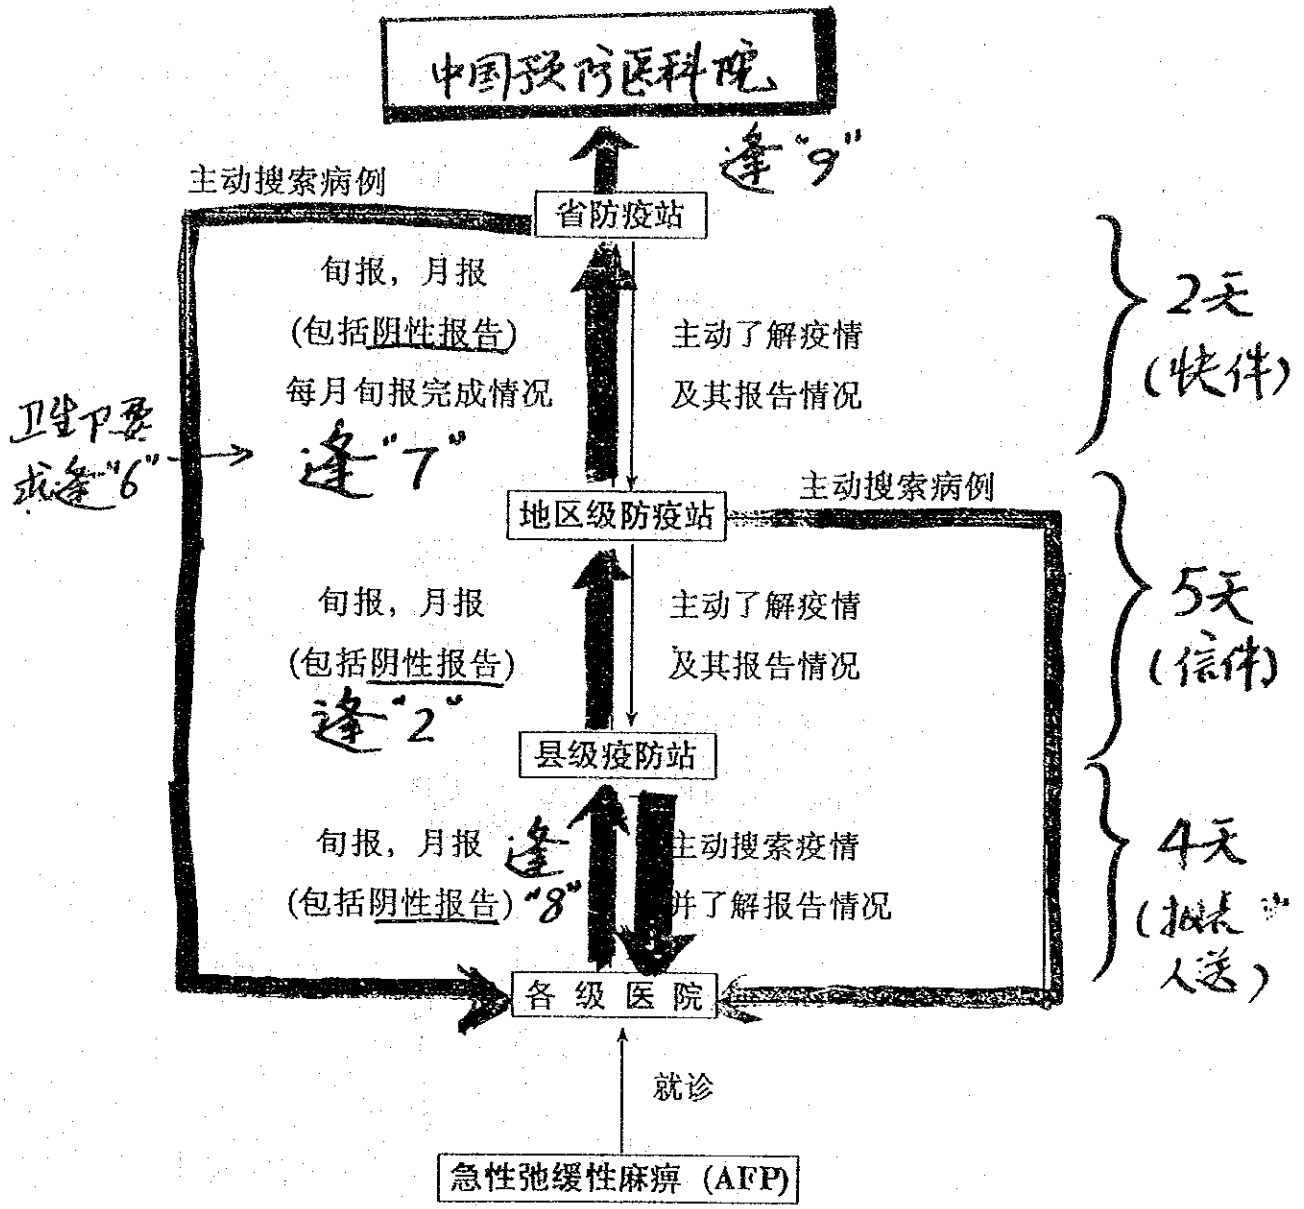 中国预防医科院
逢“9”
主动搜索病例
省防疫站
旬报，月报
(包括阴性报告)
每月旬报完成情况
逢“7”
卫生部要
求逢“6”
主动了解疫情
及其报告情况
2天
(快件)
地区级防疫站
主动搜索病例
旬报，月报
(包括阴性报告)
逢“2”
主动了解疫情
及其报告情况
5天
(信件)
县级疫防站
旬报，月报
(包括阴性报告)
逢
“8”
主动搜索疫情
并了解报告情况
4天
人送)
各级医院
就诊
急性弛缓性麻痹 (AFP)